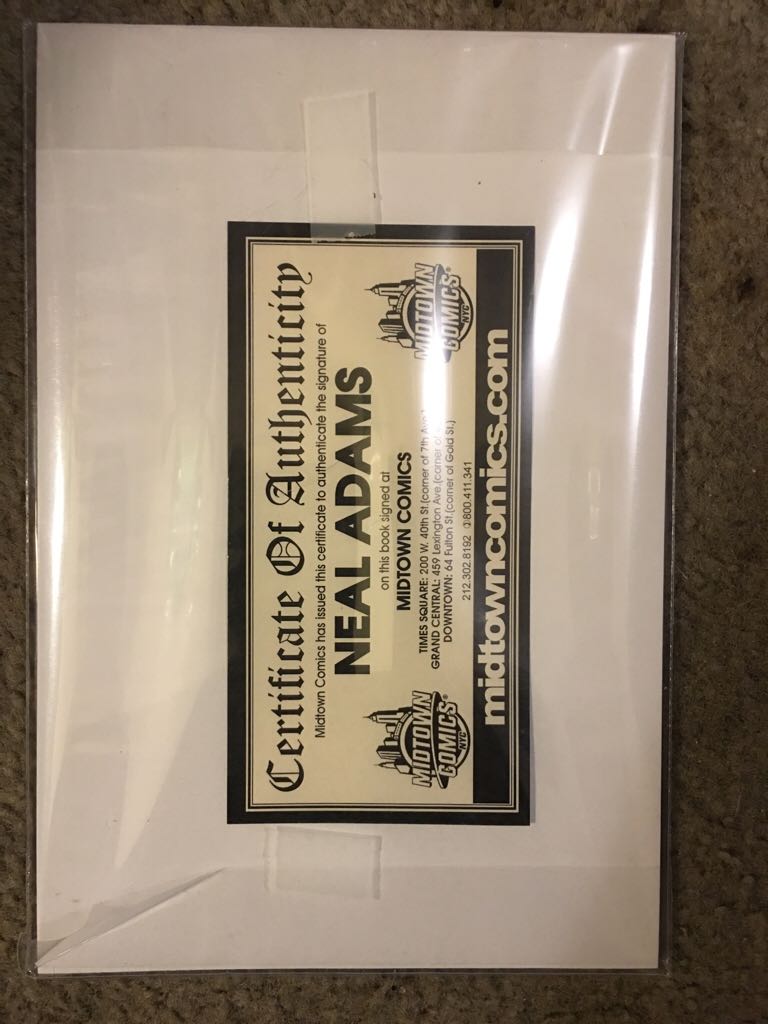 Certificate Of Authenticity
Midtown Comics has issued this certificate to authenticate the signature of
NEAL ADAMS
on this book signed at
MIDTOWN COMICS
TIMES SQUARE: 200 W. 40th St.(corner of 7th Ave.)
GRAND CENTRAL: 459 Lexington Ave.(corner of
DOWNTOWN: 64 Fulton St.(corner of Gold St.)
212.302.8192 800.411.341
midtowncomics.com
MIDTOWN
COMICS®
NYC
MIDTOWN
COMICS®
NYC